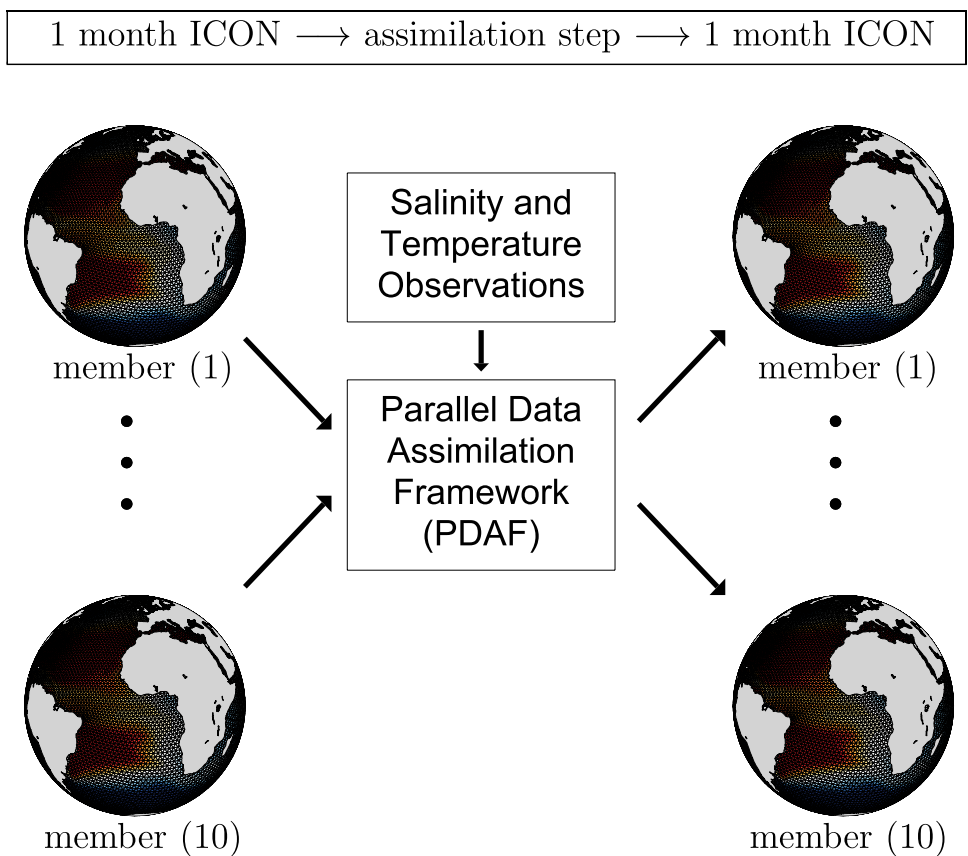 1 month ICON ⟶ assimilation step ⟶ 1 month ICON
Salinity and
Temperature
Observations
member (1)
member (1)
Parallel Data
Assimilation
Framework
(PDAF)
member (10)
member (10)